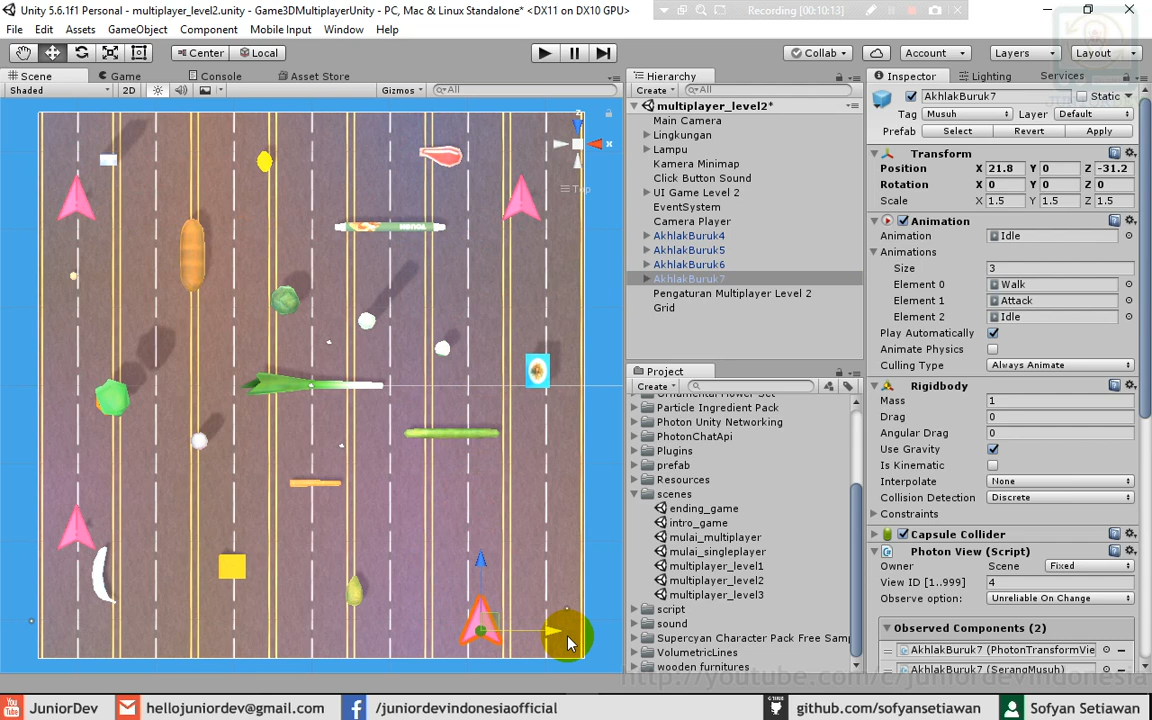 Unity 5.6.1f1 Personal - multiplayer_level2.unity - Game3DMultiplayerUnity - PC, Mac & Linux Standalone* <DX11 on DX10 GPU>
Recording [00:10:13]
File Edit Assets GameObject Component Mobile Input Window Help
Center Local Collab Account Layers Layout
Scene Game Console Asset Store
Shaded 2D Gizmos All
Top
Hierarchy
Create All
multiplayer_level2*
Main Camera
Lingkungan
Lampu
Kamera Minimap
Click Button Sound
UI Game Level 2
EventSystem
Camera Player
AkhlakBuruk4
AkhlakBuruk5
AkhlakBuruk6
AkhlakBuruk7
Pengaturan Multiplayer Level 2
Grid
Project
Create
Ornamental Flower Set
Particle Ingredient Pack
Photon Unity Networking
PhotonChatApi
Plugins
prefab
Resources
scenes
ending_game
intro_game
mulai_multiplayer
mulai_singleplayer
multiplayer_level1
multiplayer_level2
multiplayer_level3
script
sound
Supercyan Character Pack Free Samp
VolumetricLines
wooden furnitures
Inspector Lighting Services
AkhlakBuruk7 Static
Tag Musuh Layer Default
Prefab Select Revert Apply
Transform
Position X 21.8 Y 0 Z -31.2
Rotation X 0 Y 0 Z 0
Scale X 1.5 Y 1.5 Z 1.5
Animation
Animation Idle
Animations
Size 3
Element 0 Walk
Element 1 Attack
Element 2 Idle
Play Automatically
Animate Physics
Culling Type Always Animate
Rigidbody
Mass 1
Drag 0
Angular Drag 0
Use Gravity
Is Kinematic
Interpolate None
Collision Detection Discrete
Constraints
Capsule Collider
Photon View (Script)
Owner Scene Fixed
View ID [1..999] 4
Observe option: Unreliable On Change
Observed Components (2)
AkhlakBuruk7 (PhotonTransformVie
AkhlakBuruk7 (SerangMusuh)
http://youtube.com/c/juniordevindonesia
JuniorDev hellojuniordev@gmail.com /juniordevindonesiaofficial github.com/sofyansetiawan Sofyan Setiawan